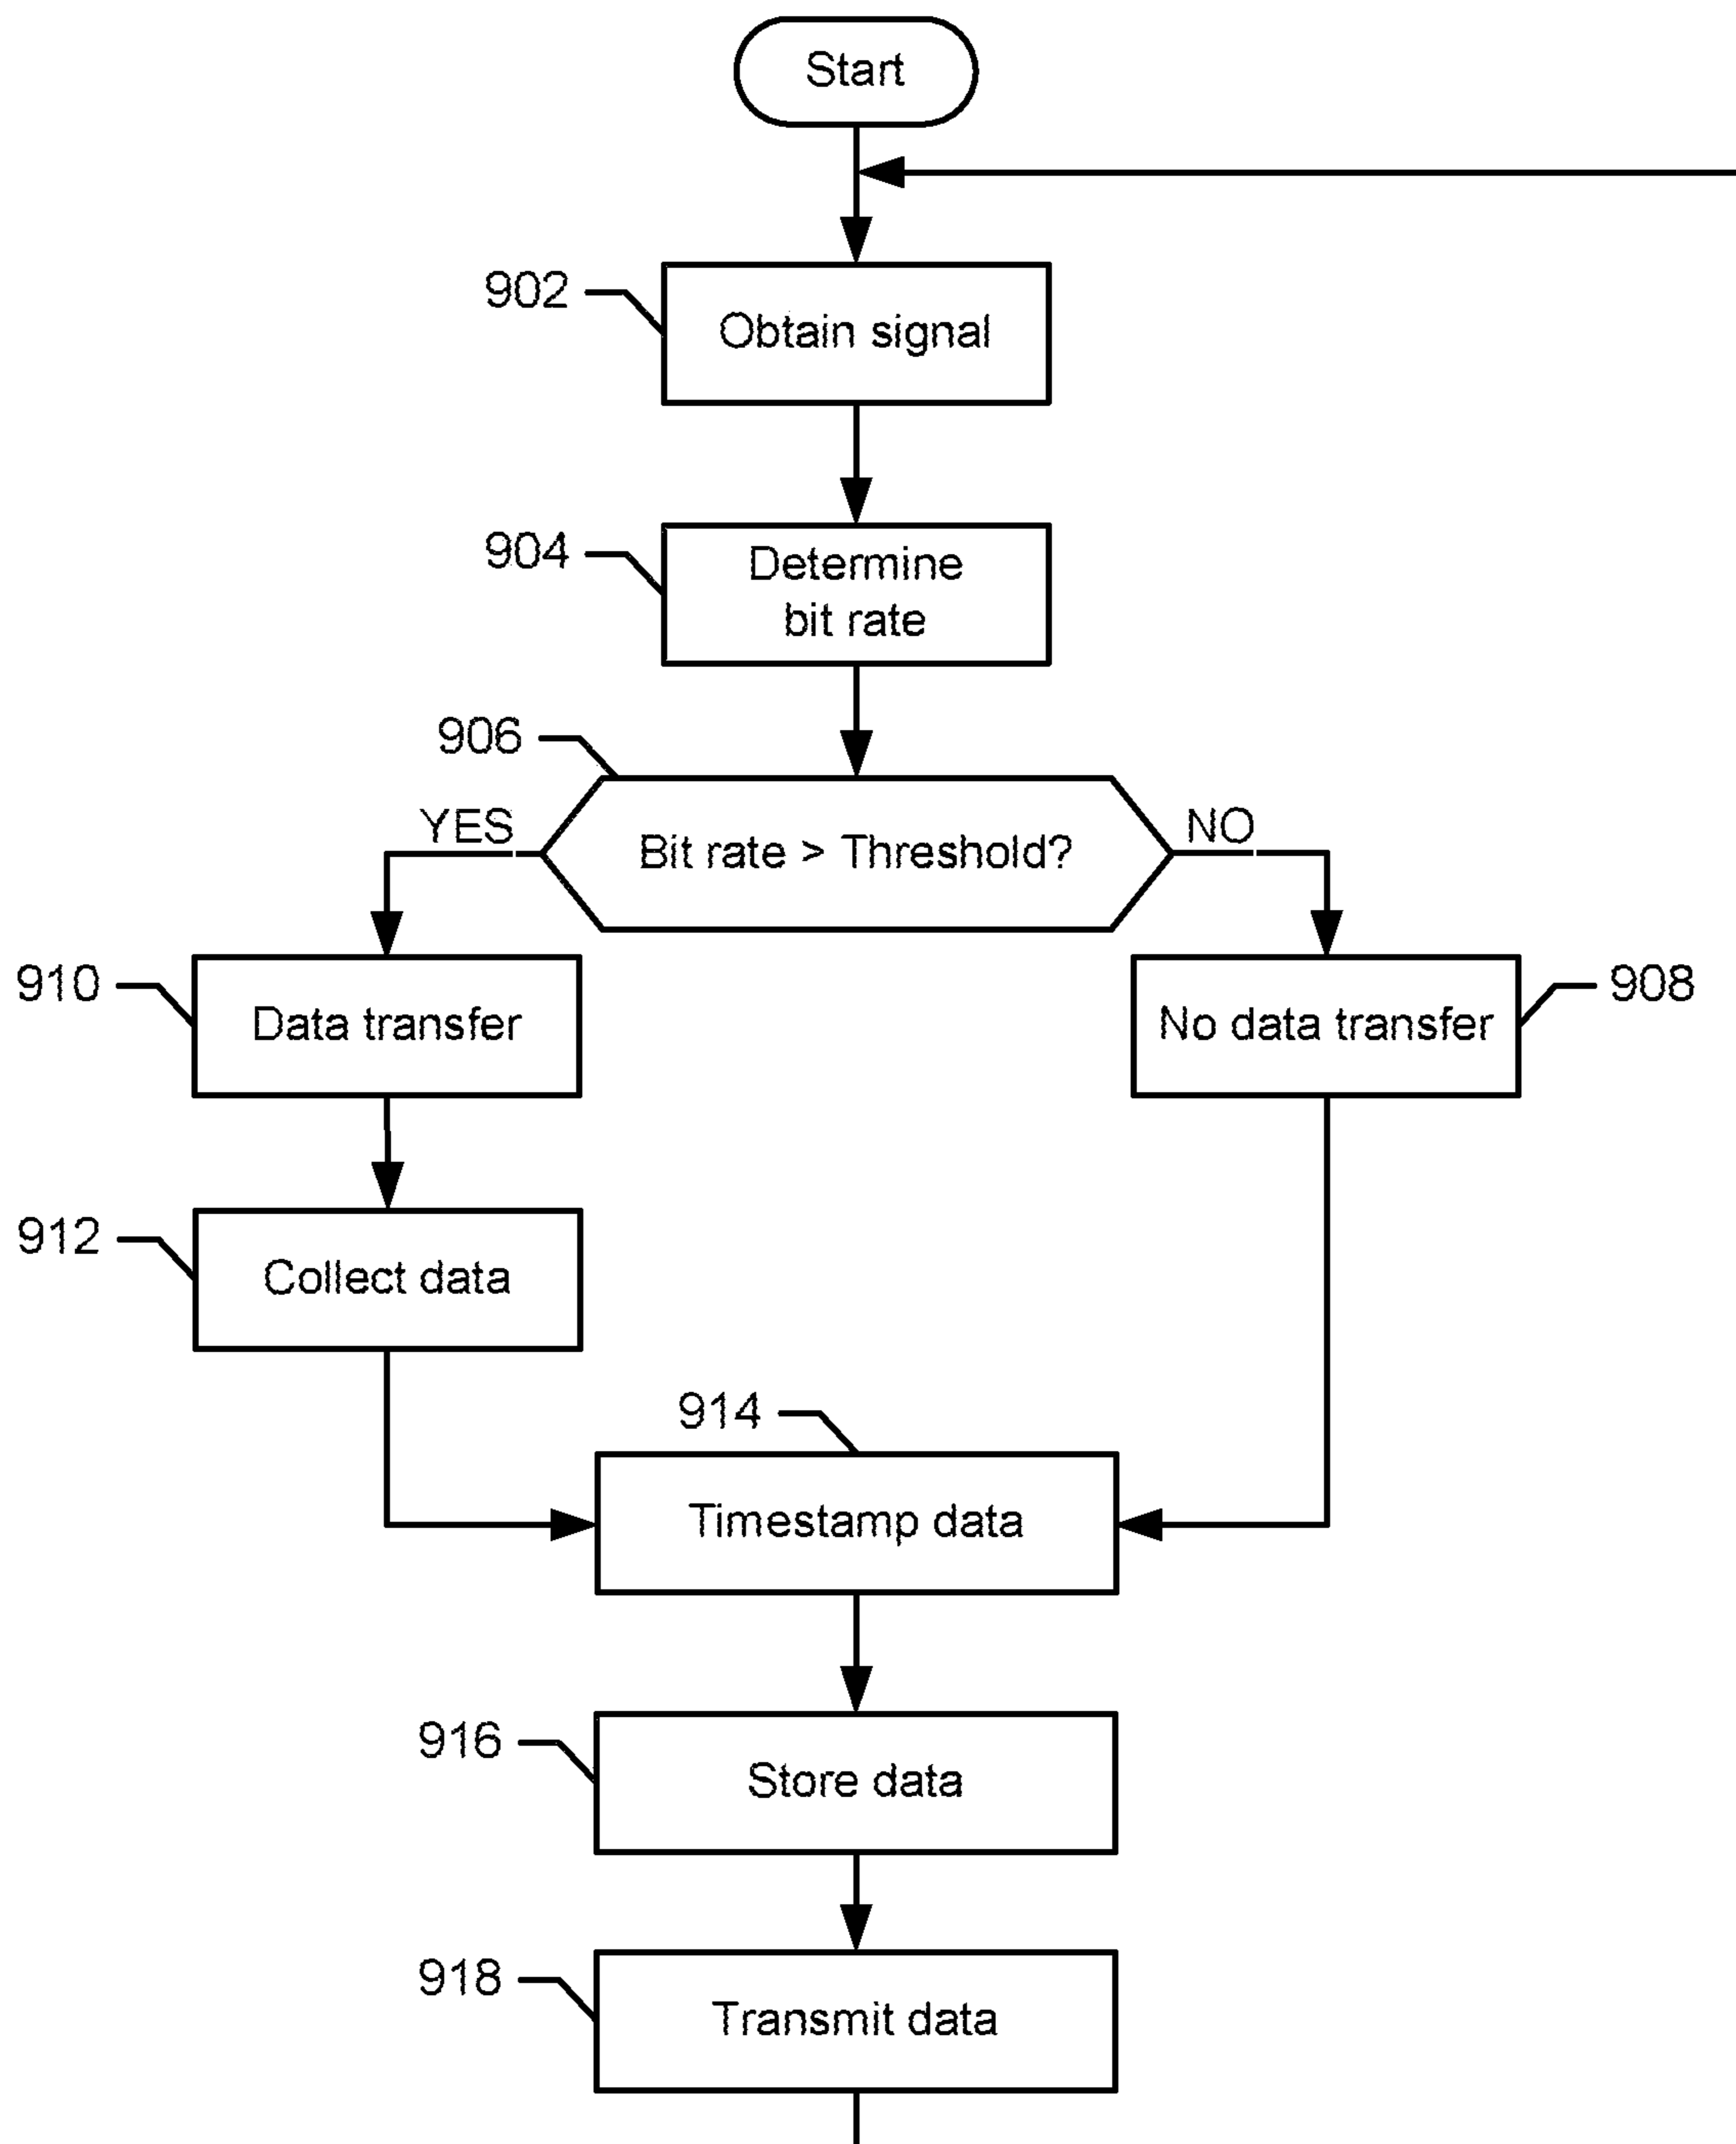 Start
902
Obtain signal
904
Determine
bit rate
906
YES
Bit rate > Threshold?
NO
910
Data transfer
No data transfer
908
912
Collect data
914
Timestamp data
916
Store data
918
Transmit data